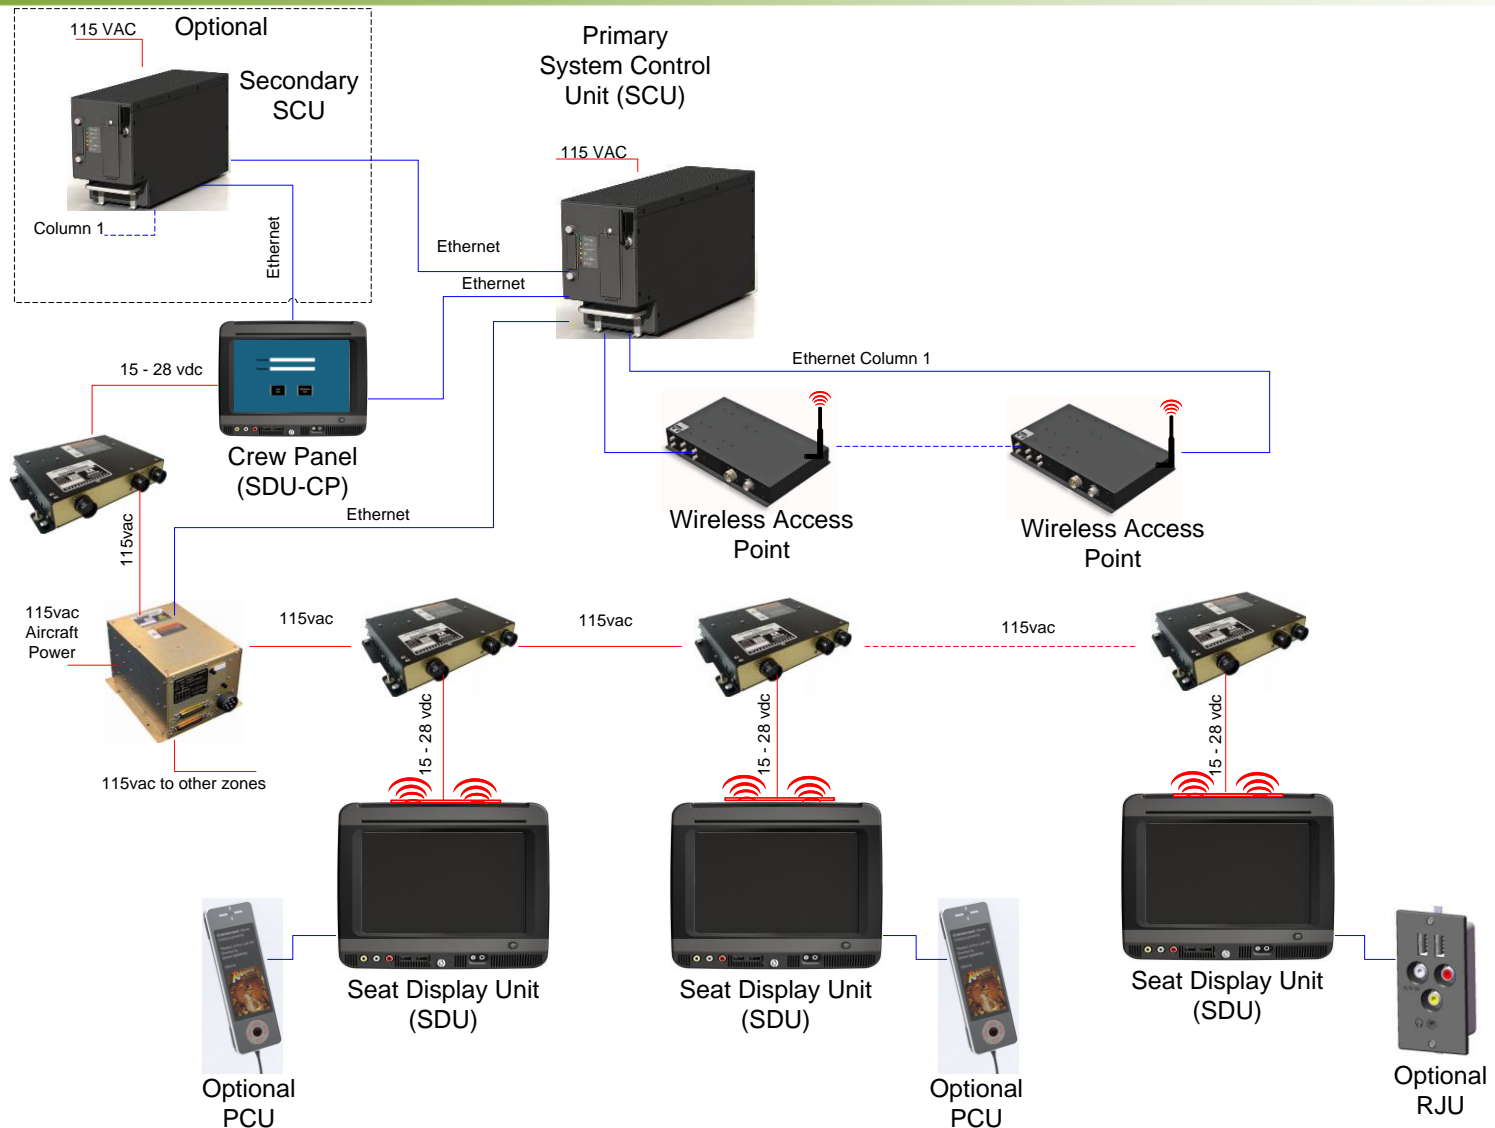 115 VAC
Optional
Secondary
SCU
Column 1
Ethernet
Primary
System Control
Unit (SCU)
115 VAC
Ethernet
Ethernet
15 - 28 vdc
Crew Panel
(SDU-CP)
Ethernet Column 1
Wireless Access
Point
Wireless Access
Point
Ethernet
115vac
115vac
Aircraft
Power
115vac
115vac
115vac
115vac to other zones
15 - 28 vdc
15 - 28 vdc
15 - 28 vdc
Seat Display Unit
(SDU)
Seat Display Unit
(SDU)
Seat Display Unit
(SDU)
Optional
PCU
Optional
PCU
Optional
RJU